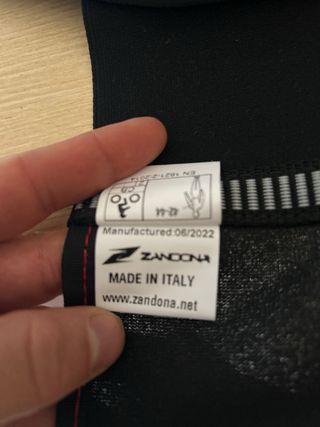 Manufactured:06/2022
ZANDONA
MADE IN ITALY
www.zandona.net